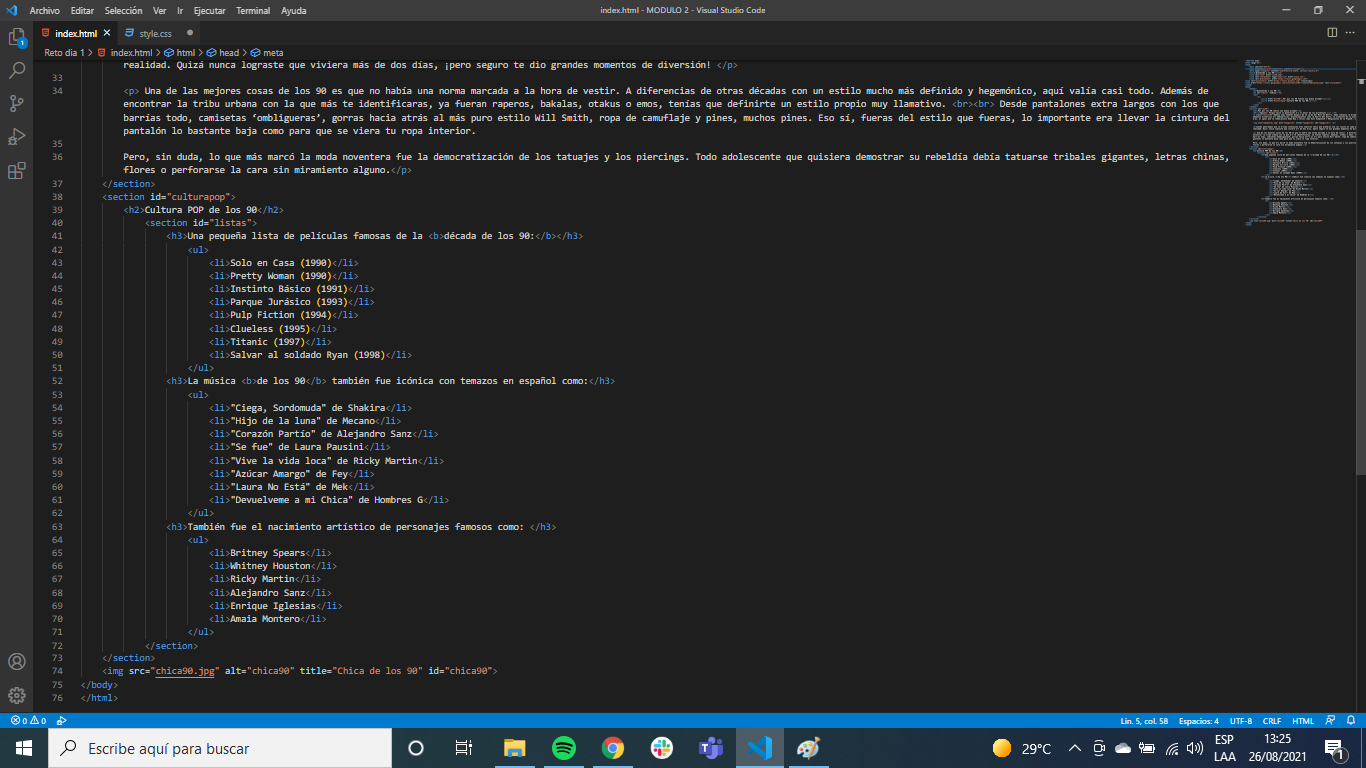 Archivo Editar Selección Ver Ir Ejecutar Terminal Ayuda index.html - MODULO 2 - Visual Studio Code
index.html style.css
Reto dia 1 > index.html > html > head > meta
realidad. Quizá nunca lograste que viviera más de dos días, ¡pero seguro te dio grandes momentos de diversión! </p>
33
34 <p> Una de las mejores cosas de los 90 es que no había una norma marcada a la hora de vestir. A diferencias de otras décadas con un estilo mucho más definido y hegemónico, aquí valía casi todo. Además de
encontrar la tribu urbana con la que más te identificaras, ya fueran raperos, bakalas, otakus o emos, tenías que definirte un estilo propio muy llamativo. <br><br> Desde pantalones extra largos con los que
barrías todo, camisetas ‘ombligueras’, gorras hacia atrás al más puro estilo Will Smith, ropa de camuflaje y pines, muchos pines. Eso sí, fueras del estilo que fueras, lo importante era llevar la cintura del
pantalón lo bastante baja como para que se viera tu ropa interior.
35
36 Pero, sin duda, lo que más marcó la moda noventera fue la democratización de los tatuajes y los piercings. Todo adolescente que quisiera demostrar su rebeldía debía tatuarse tribales gigantes, letras chinas,
flores o perforarse la cara sin miramiento alguno.</p>
37 </section>
38 <section id="culturapop">
39 <h2>Cultura POP de los 90</h2>
40 <section id="listas">
41 <h3>Una pequeña lista de películas famosas de la <b>década de los 90:</b></h3>
42 <ul>
43 <li>Solo en Casa (1990)</li>
44 <li>Pretty Woman (1990)</li>
45 <li>Instinto Básico (1991)</li>
46 <li>Parque Jurásico (1993)</li>
47 <li>Pulp Fiction (1994)</li>
48 <li>Clueless (1995)</li>
49 <li>Titanic (1997)</li>
50 <li>Salvar al soldado Ryan (1998)</li>
51 </ul>
52 <h3>La música <b>de los 90</b> también fue icónica con temazos en español como:</h3>
53 <ul>
54 <li>"Ciega, Sordomuda" de Shakira</li>
55 <li>"Hijo de la luna" de Mecano</li>
56 <li>"Corazón Partío" de Alejandro Sanz</li>
57 <li>"Se fue" de Laura Pausini</li>
58 <li>"Vive la vida loca" de Ricky Martin</li>
59 <li>"Azúcar Amargo" de Fey</li>
60 <li>"Laura No Está" de Mek</li>
61 <li>"Devuelveme a mi Chica" de Hombres G</li>
62 </ul>
63 <h3>También fue el nacimiento artístico de personajes famosos como: </h3>
64 <ul>
65 <li>Britney Spears</li>
66 <li>Whitney Houston</li>
67 <li>Ricky Martin</li>
68 <li>Alejandro Sanz</li>
69 <li>Enrique Iglesias</li>
70 <li>Amaia Montero</li>
71 </ul>
72 </section>
73 </section>
74 <img src="chica90.jpg" alt="chica90" title="Chica de los 90" id="chica90">
75 </body>
76 </html>
0 0 Lín. 5, col. 58 Espacios: 4 UTF-8 CRLF HTML
Escribe aquí para buscar 29°C ESP LAA 13:25 26/08/2021 1